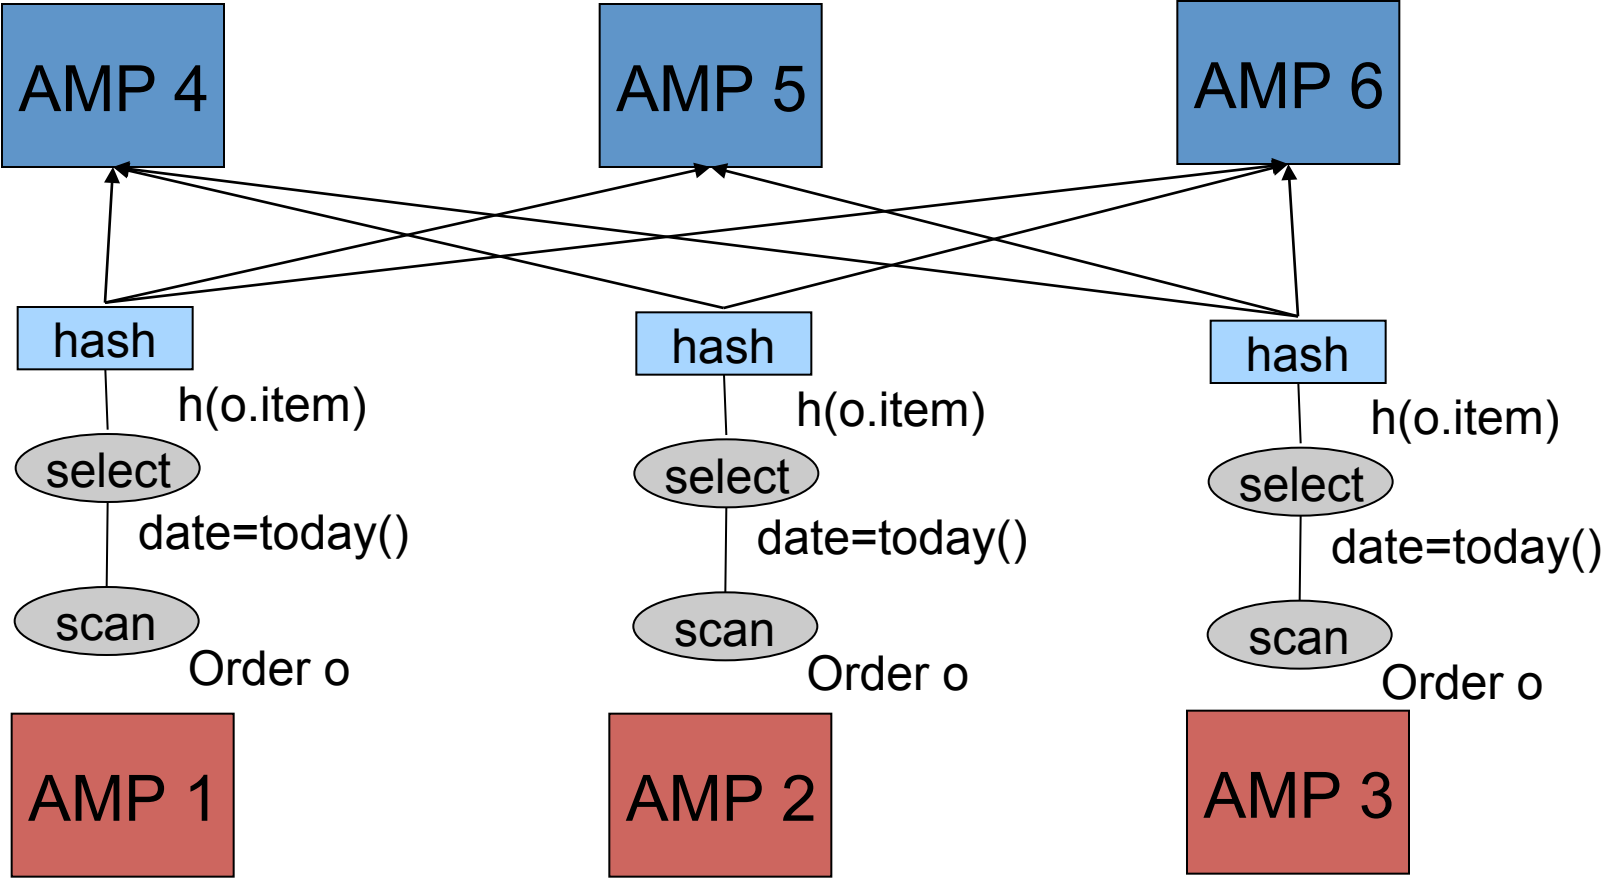 AMP 4
AMP 5
AMP 6
hash
hash
hash
h(o.item)
h(o.item)
h(o.item)
select
select
select
date=today()
date=today()
date=today()
scan
scan
scan
Order o
Order o
Order o
AMP 1
AMP 2
AMP 3